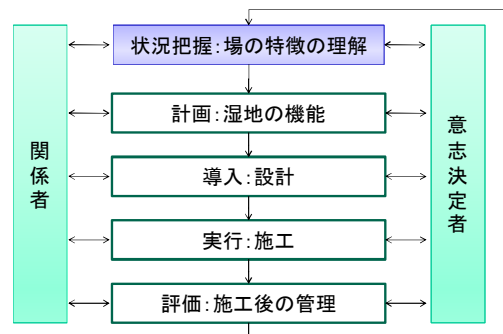 状況把握:場の特徴の理解
計画:湿地の機能
導入:設計
実行:施工
評価:施工後の管理
関係者
意志決定者